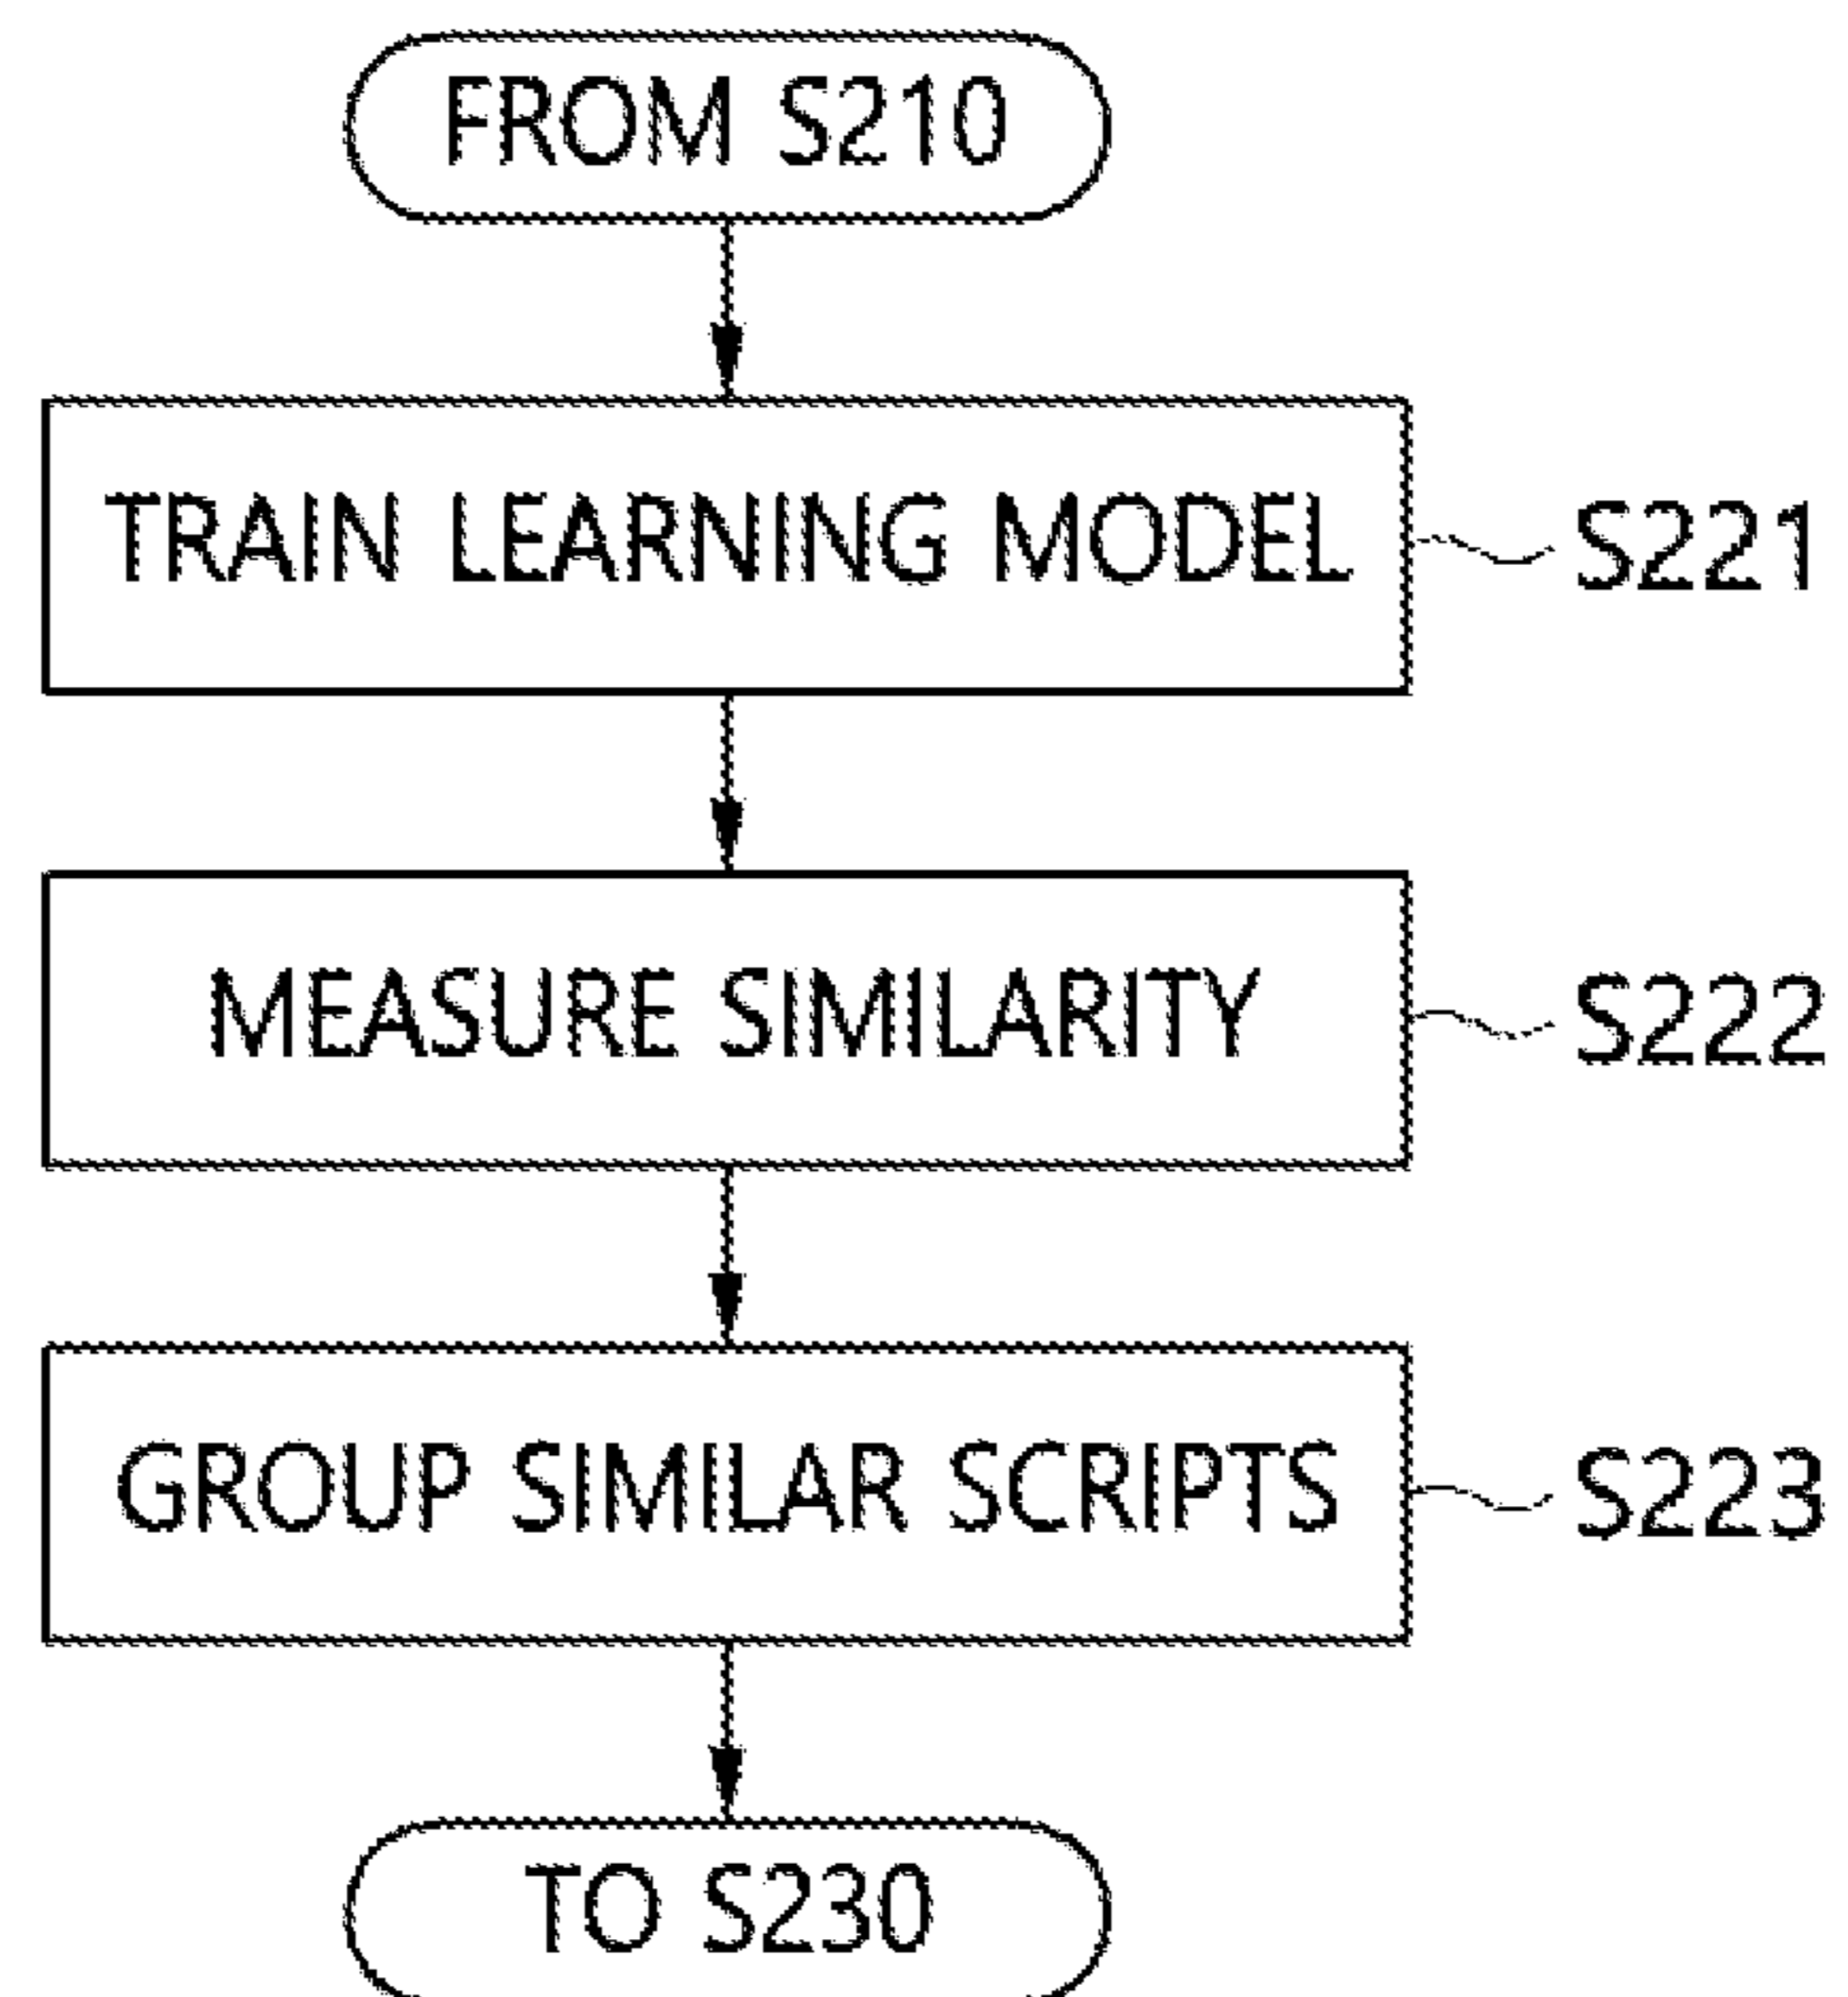 FROM S210
TRAIN LEARNING MODEL
S221
MEASURE SIMILARITY
S222
GROUP SIMILAR SCRIPTS
S223
TO S230